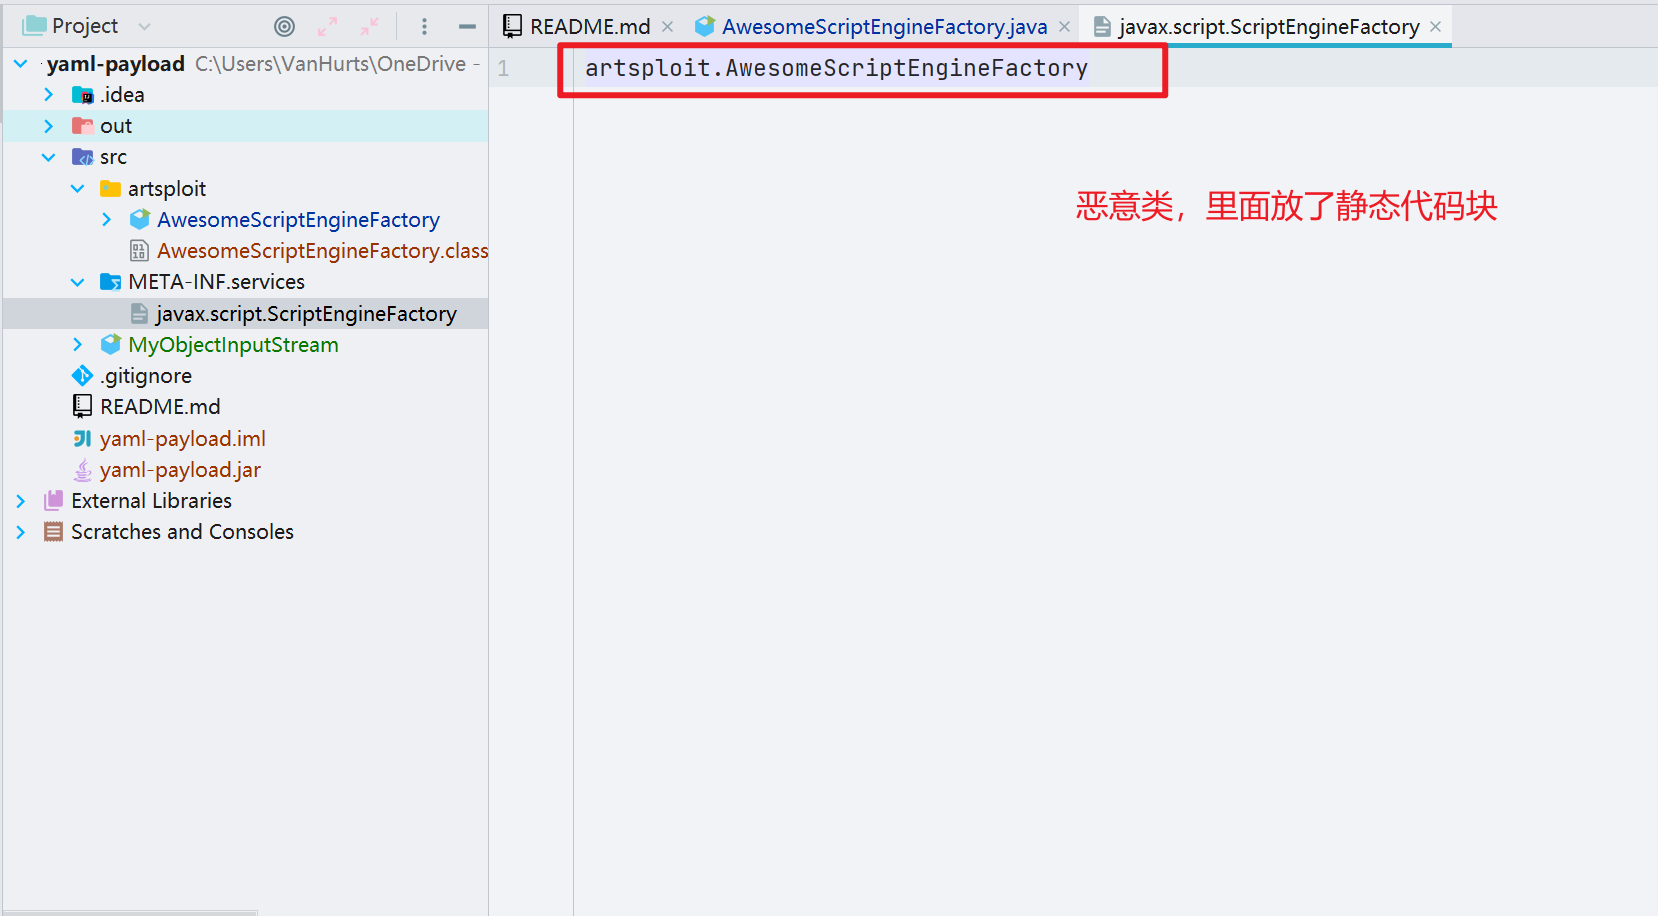 Project
README.md
AwesomeScriptEngineFactory.java
javax.script.ScriptEngineFactory
yaml-payload C:\Users\VanHurts\OneDrive -
.idea
out
src
artsploit
AwesomeScriptEngineFactory
AwesomeScriptEngineFactory.class
META-INF.services
javax.script.ScriptEngineFactory
MyObjectInputStream
.gitignore
README.md
yaml-payload.iml
yaml-payload.jar
External Libraries
Scratches and Consoles
1
artsploit.AwesomeScriptEngineFactory
恶意类，里面放了静态代码块